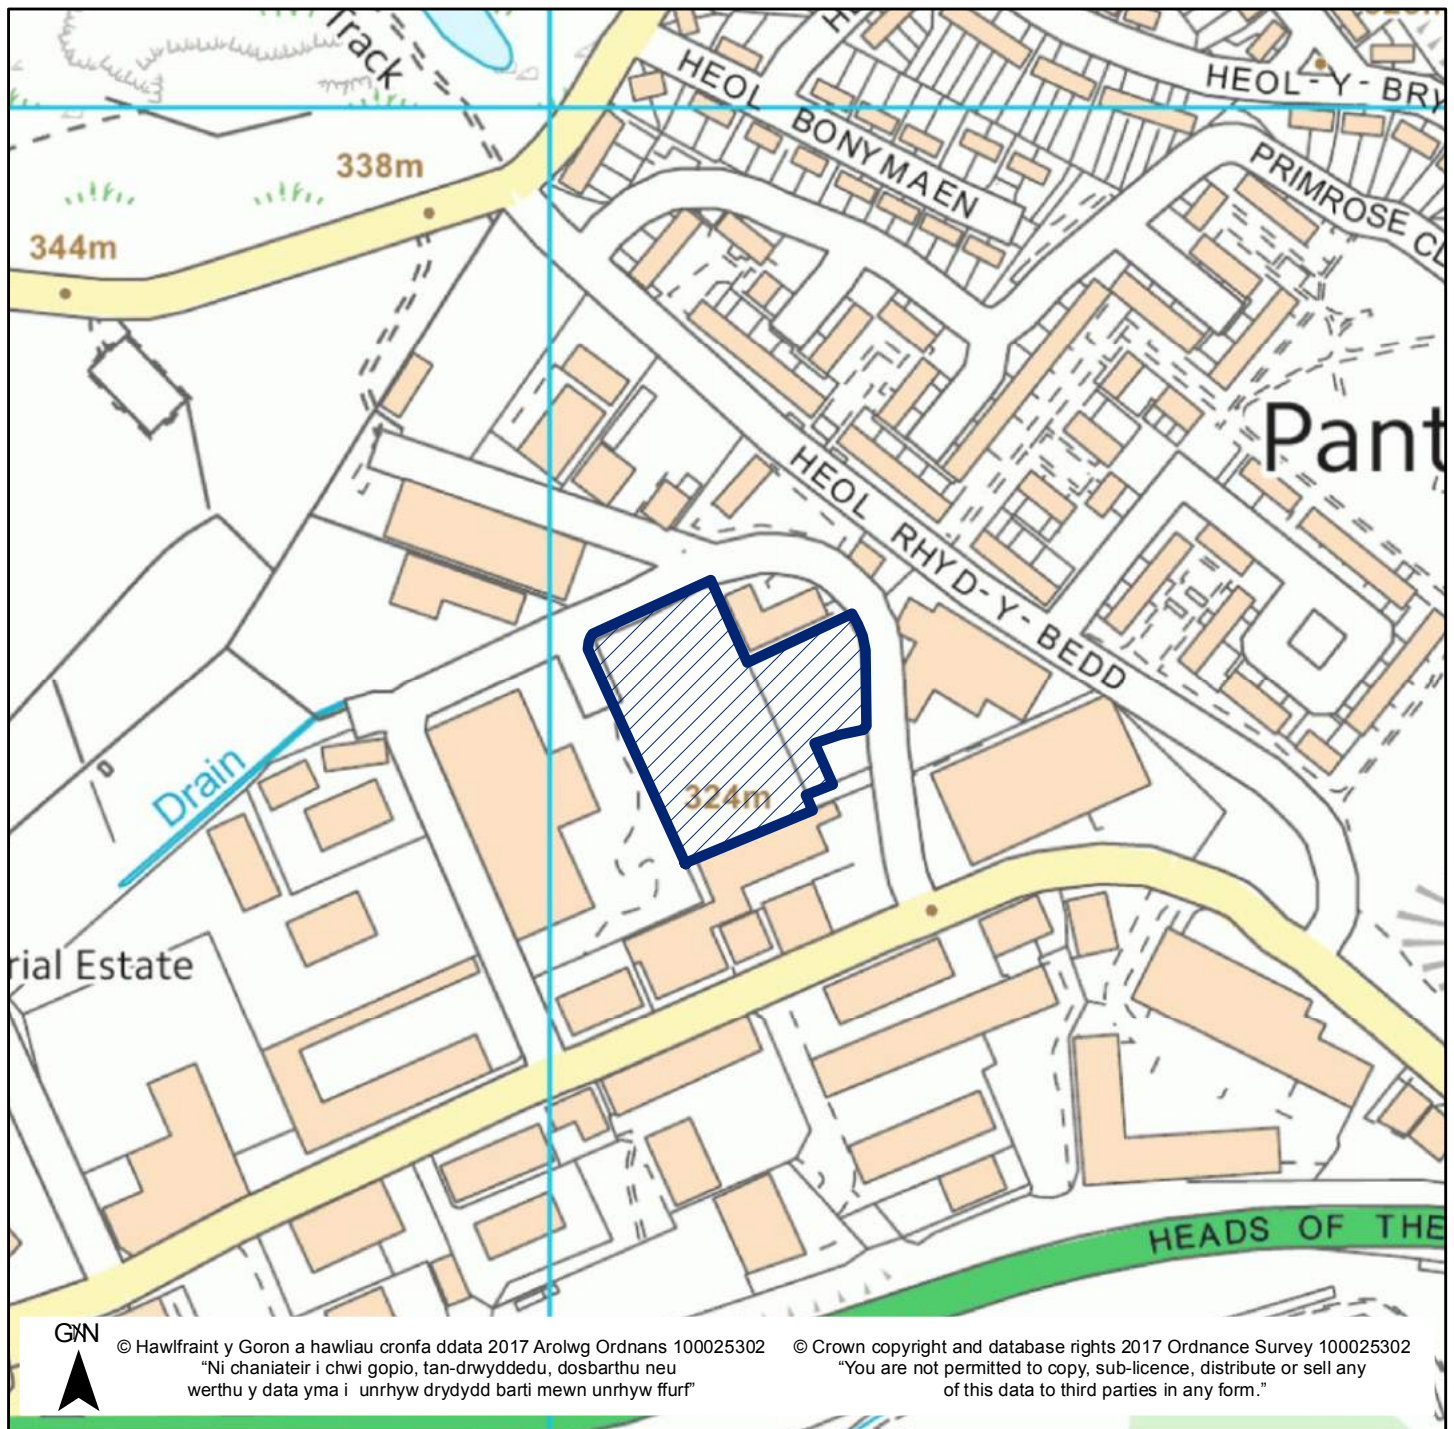 Track
HEOL BONYMAEN
HEOL-Y-BRY
PRIMROSE CL
338m
344m
Pant
HEOL RHYD-Y-BEDD
324m
Drain
rial Estate
HEADS OF THE
G/N
© Hawlfraint y Goron a hawliau cronfa ddata 2017 Arolwg Ordnans 100025302
“Ni chaniateir i chwi gopio, tan-drwyddedu, dosbarthu neu
werthu y data yma i unrhyw drydydd barti mewn unrhyw ffurf”
© Crown copyright and database rights 2017 Ordnance Survey 100025302
“You are not permitted to copy, sub-licence, distribute or sell any
of this data to third parties in any form.”